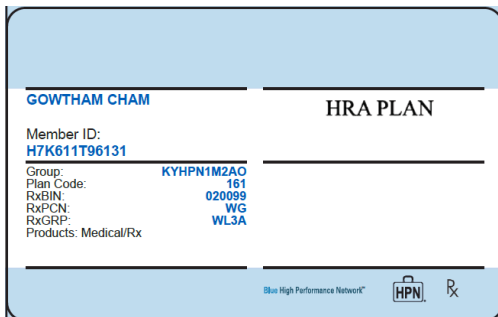 GOWTHAM CHAM
HRA PLAN
Member ID:
H7K611T96131
Group: KYHPN1M2AO
Plan Code: 161
RxBIN: 020099
RxPCN: WG
RxGRP: WL3A
Products: Medical/Rx
Blue High Performance Network℠
HPN
Rx